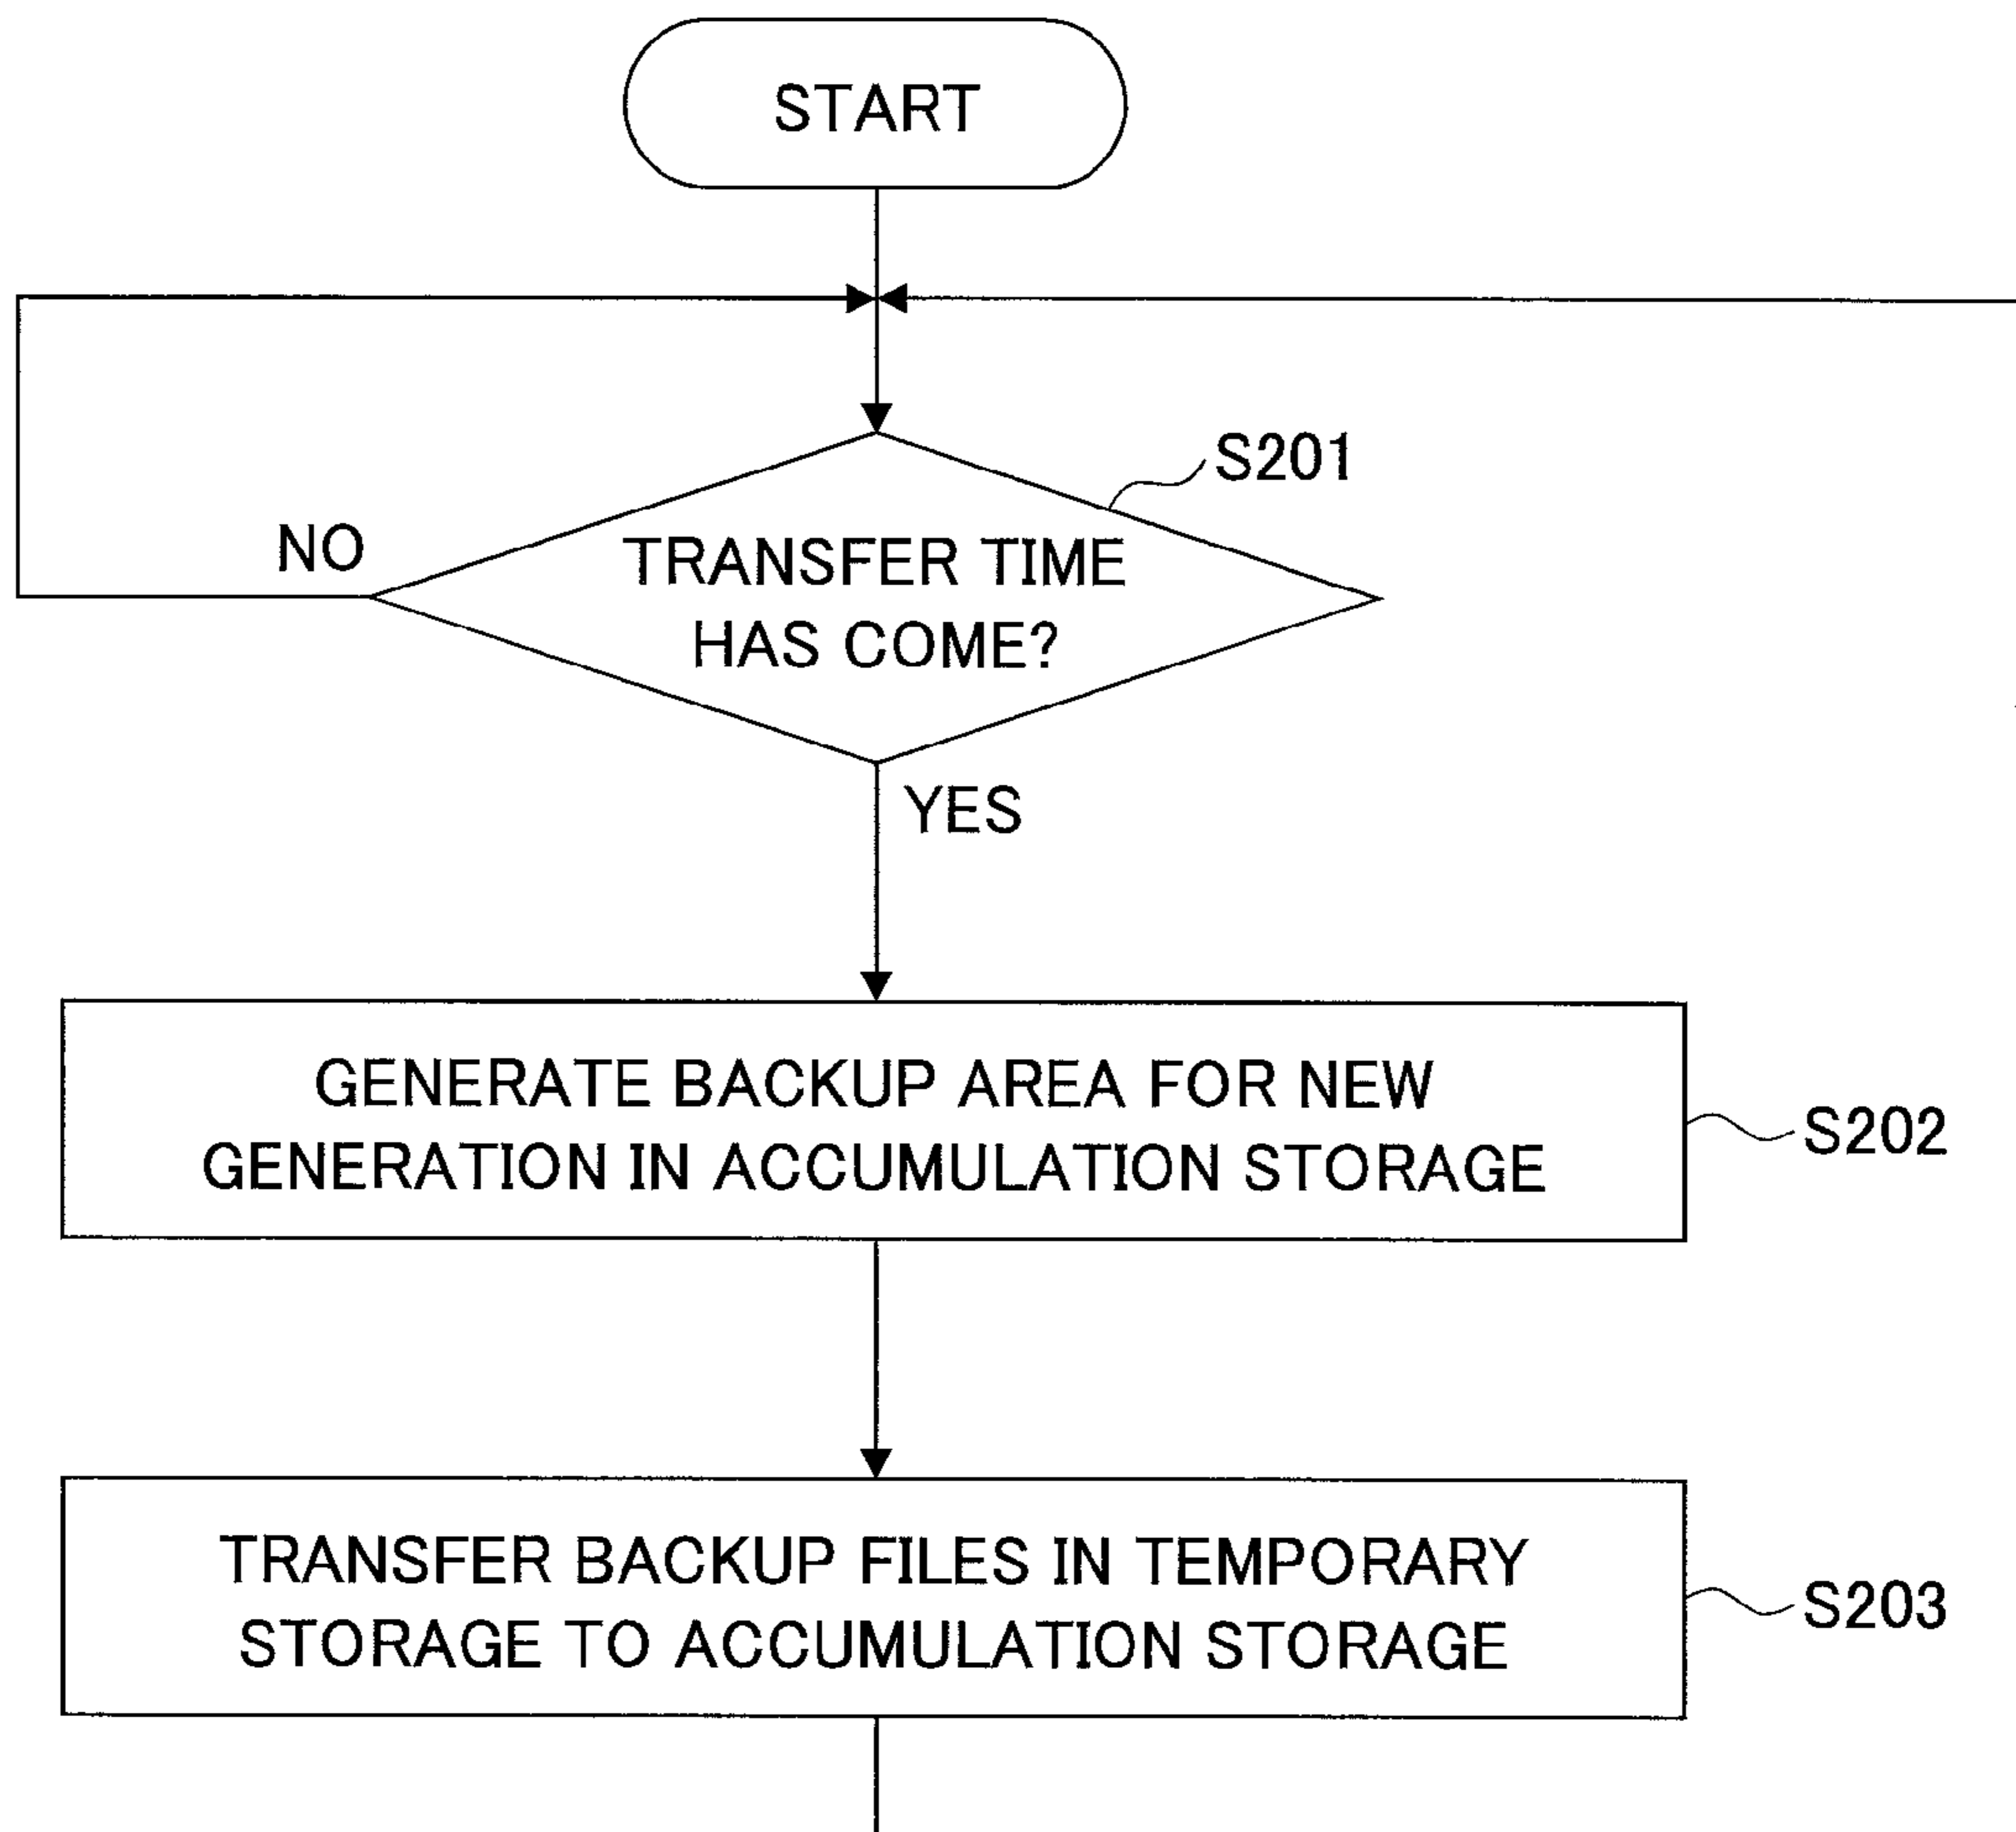 START
S201
NO
TRANSFER TIME
HAS COME?
YES
GENERATE BACKUP AREA FOR NEW
GENERATION IN ACCUMULATION STORAGE
S202
TRANSFER BACKUP FILES IN TEMPORARY
STORAGE TO ACCUMULATION STORAGE
S203